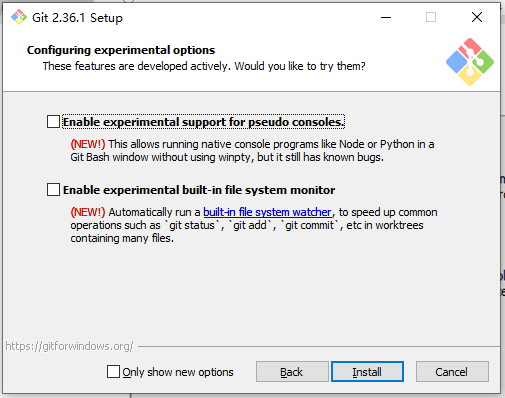 Git 2.36.1 Setup
Configuring experimental options
These features are developed actively. Would you like to try them?
Enable experimental support for pseudo consoles.
(NEW!) This allows running native console programs like Node or Python in a
Git Bash window without using winpty, but it still has known bugs.
Enable experimental built-in file system monitor
(NEW!) Automatically run a built-in file system watcher, to speed up common
operations such as `git status`, `git add`, `git commit`, etc in worktrees
containing many files.
https://gitforwindows.org/
Only show new options
Back
Install
Cancel